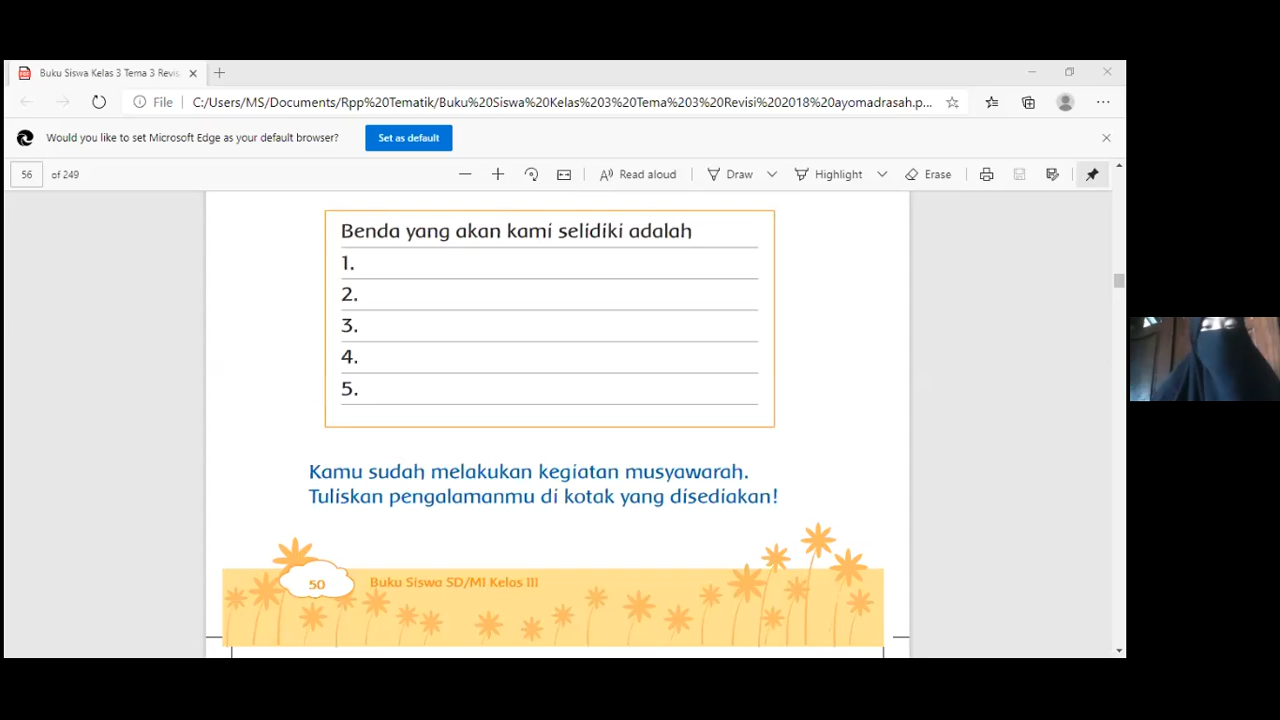 Buku Siswa Kelas 3 Tema 3 Revis
File C:/Users/MS/Documents/Rpp%20Tematik/Buku%20Siswa%20Kelas%203%20Tema%203%20Revisi%202018%20ayomadrasah.p...
Would you like to set Microsoft Edge as your default browser? Set as default
56 of 249 Read aloud Draw Highlight Erase
Benda yang akan kami selidiki adalah
1.
2.
3.
4.
5.
Kamu sudah melakukan kegiatan musyawarah.
Tuliskan pengalamanmu di kotak yang disediakan!
50 Buku Siswa SD/MI Kelas III